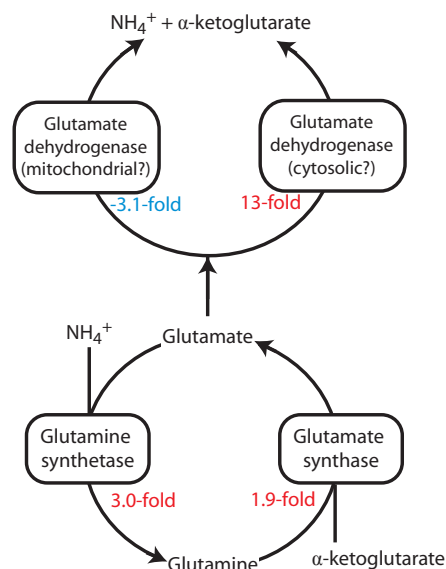 NH₄⁺ + α-ketoglutarate
Glutamate
dehydrogenase
(mitochondrial?)
Glutamate
dehydrogenase
(cytosolic?)
-3.1-fold
13-fold
NH₄⁺
Glutamate
Glutamine
synthetase
Glutamate
synthase
3.0-fold
1.9-fold
Glutamine
α-ketoglutarate